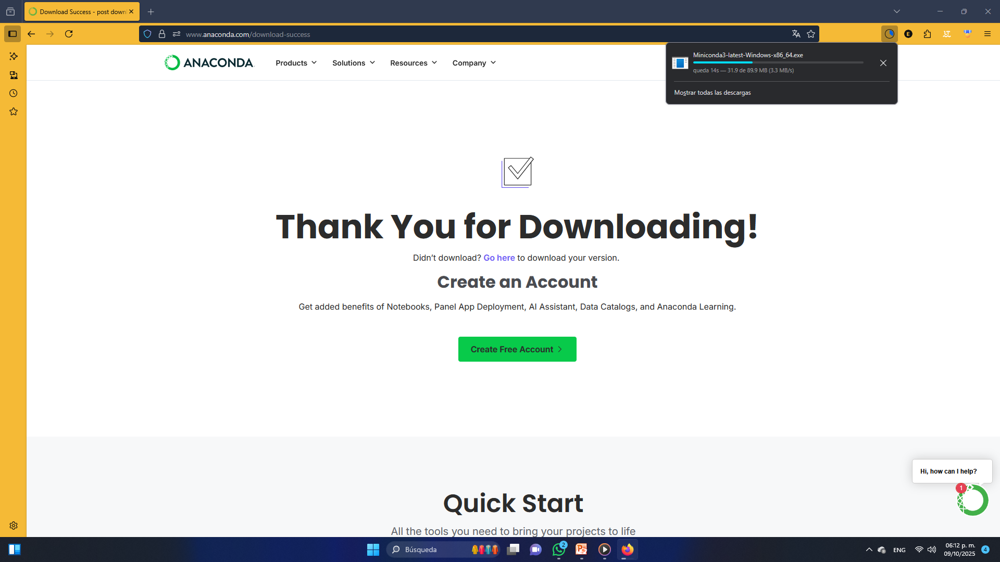 Download Success - post down
www.anaconda.com/download-success
E
LT
Miniconda3-latest-Windows-x86_64.exe
queda 14s — 31.9 de 89.9 MB (3.3 MB/s)
Mostrar todas las descargas
ANACONDA.
Products
Solutions
Resources
Company
Thank You for Downloading!
Didn’t download? Go here to download your version.
Create an Account
Get added benefits of Notebooks, Panel App Deployment, AI Assistant, Data Catalogs, and Anaconda Learning.
Create Free Account
Hi, how can I help?
1
Quick Start
All the tools you need to bring your projects to life
Búsqueda
2
P
ENG
06:12 p. m.
09/10/2025
4